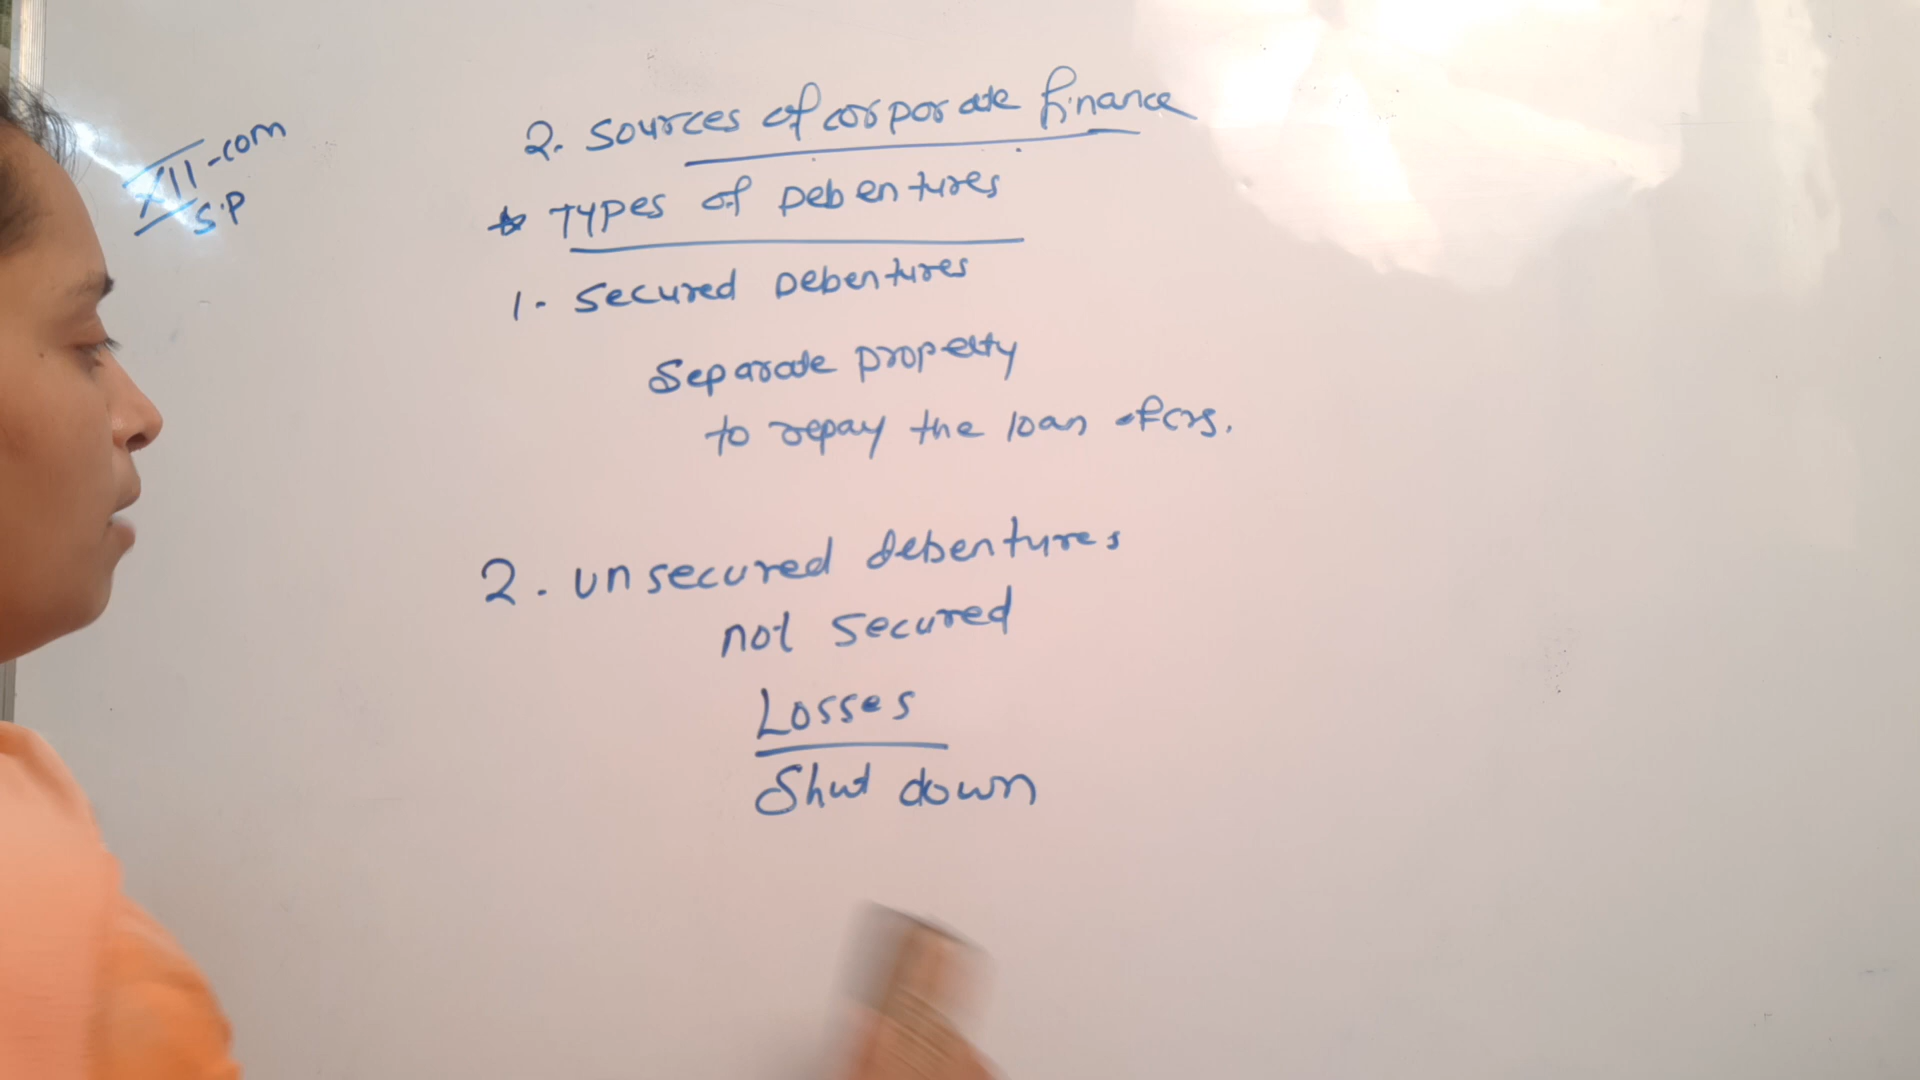 XII-com
S.P
2. Sources of corporate finance
Types of Debentures
1. Secured Debentures
Separate property
to repay the loan of crs.
2. unsecured debentures
not secured
Losses
Shut down